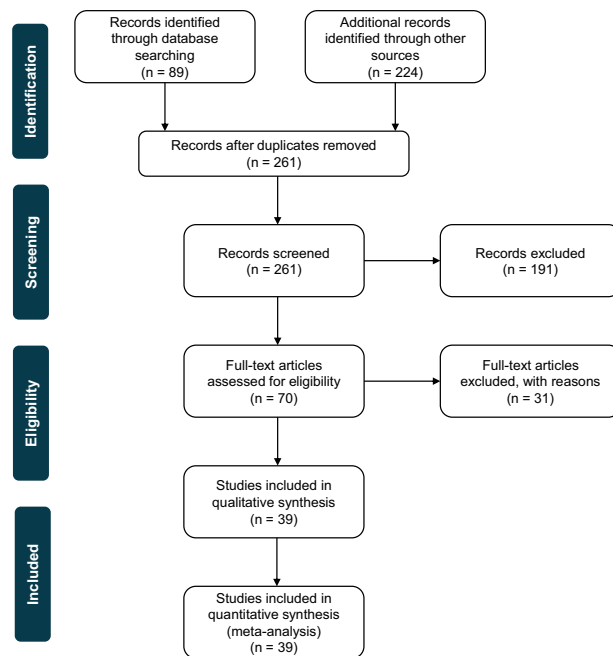 Identification
Records identified
through database
searching
(n = 89)
Additional records
identified through other
sources
(n = 224)
Records after duplicates removed
(n = 261)
Screening
Records screened
(n = 261)
Records excluded
(n = 191)
Eligibility
Full-text articles
assessed for eligibility
(n = 70)
Full-text articles
excluded, with reasons
(n = 31)
Studies included in
qualitative synthesis
(n = 39)
Included
Studies included in
quantitative synthesis
(meta-analysis)
(n = 39)